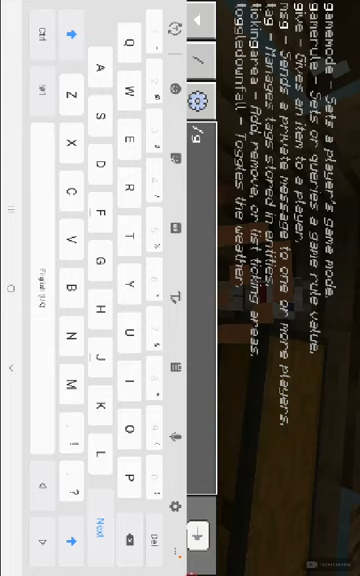 gamemode - Sets a player's game mode.
gamerule - Sets or queries a game rule value.
give - Gives an item to a player.
msg - Sends a private message to one or more players.
tag - Manages tags stored in entities.
tickingarea - Add, remove, or list ticking areas.
toggledownfall - Toggles the weather.
/
/g
Q W E R T Y U I O P
A S D F G H J K L Next
Z X C V B N M , ! . ?
Ctrl English (UK)
Del